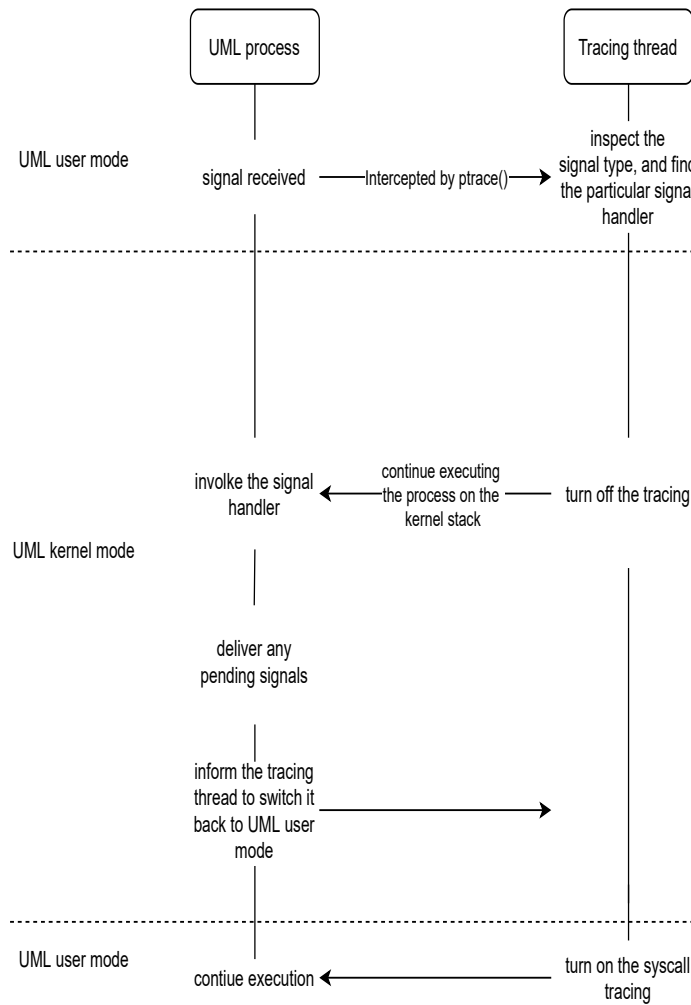 UML process
Tracing thread
inspect the
signal type, and find
the particular signal
handler
UML user mode
signal received
Intercepted by ptrace()
continue executing
the process on the
kernel stack
involke the signal
handler
turn off the tracing
UML kernel mode
deliver any
pending signals
inform the tracing
thread to switch it
back to UML user
mode
UML user mode
contiue execution
turn on the syscall
tracing